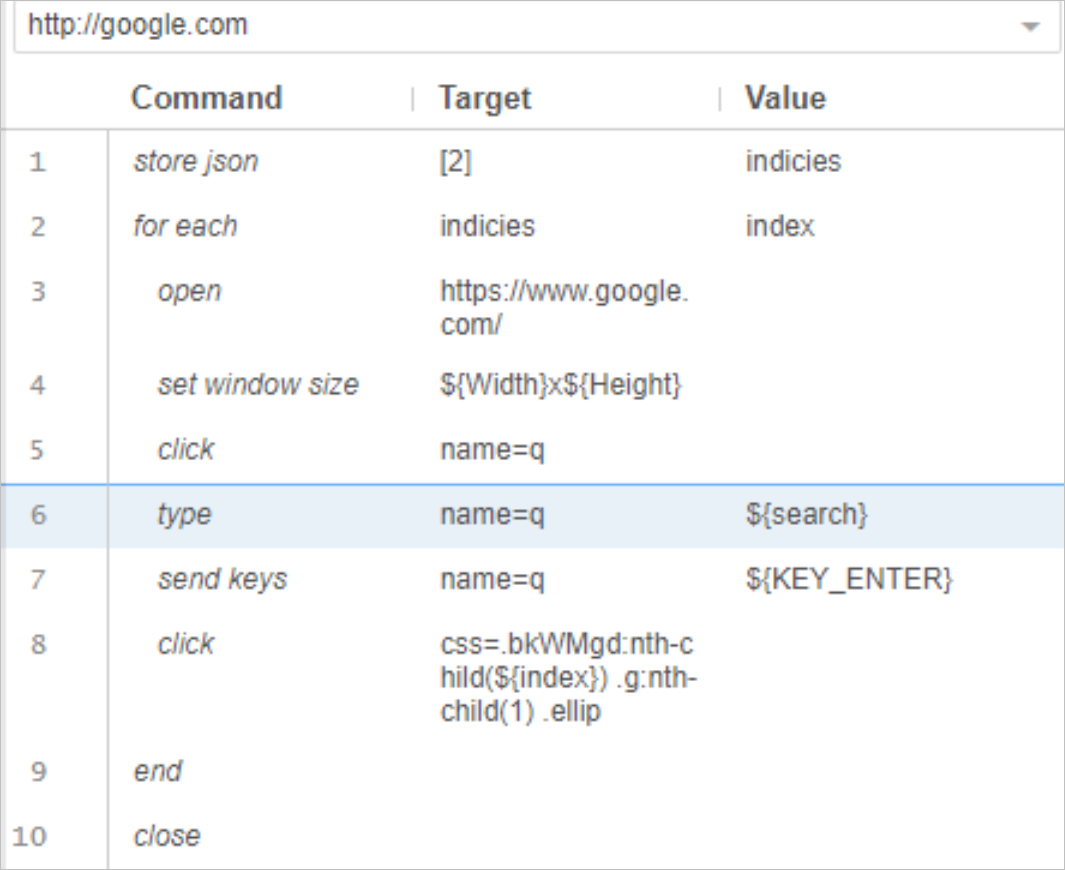 http://google.com
Command Target Value
1 store json [2] indicies
2 for each indicies index
3 open https://www.google.
com/
4 set window size ${Width}x${Height}
5 click name=q
6 type name=q ${search}
7 send keys name=q ${KEY_ENTER}
8 click css=.bkWMgd:nth-c
hild(${index}) .g:nth-
child(1) .ellip
9 end
10 close